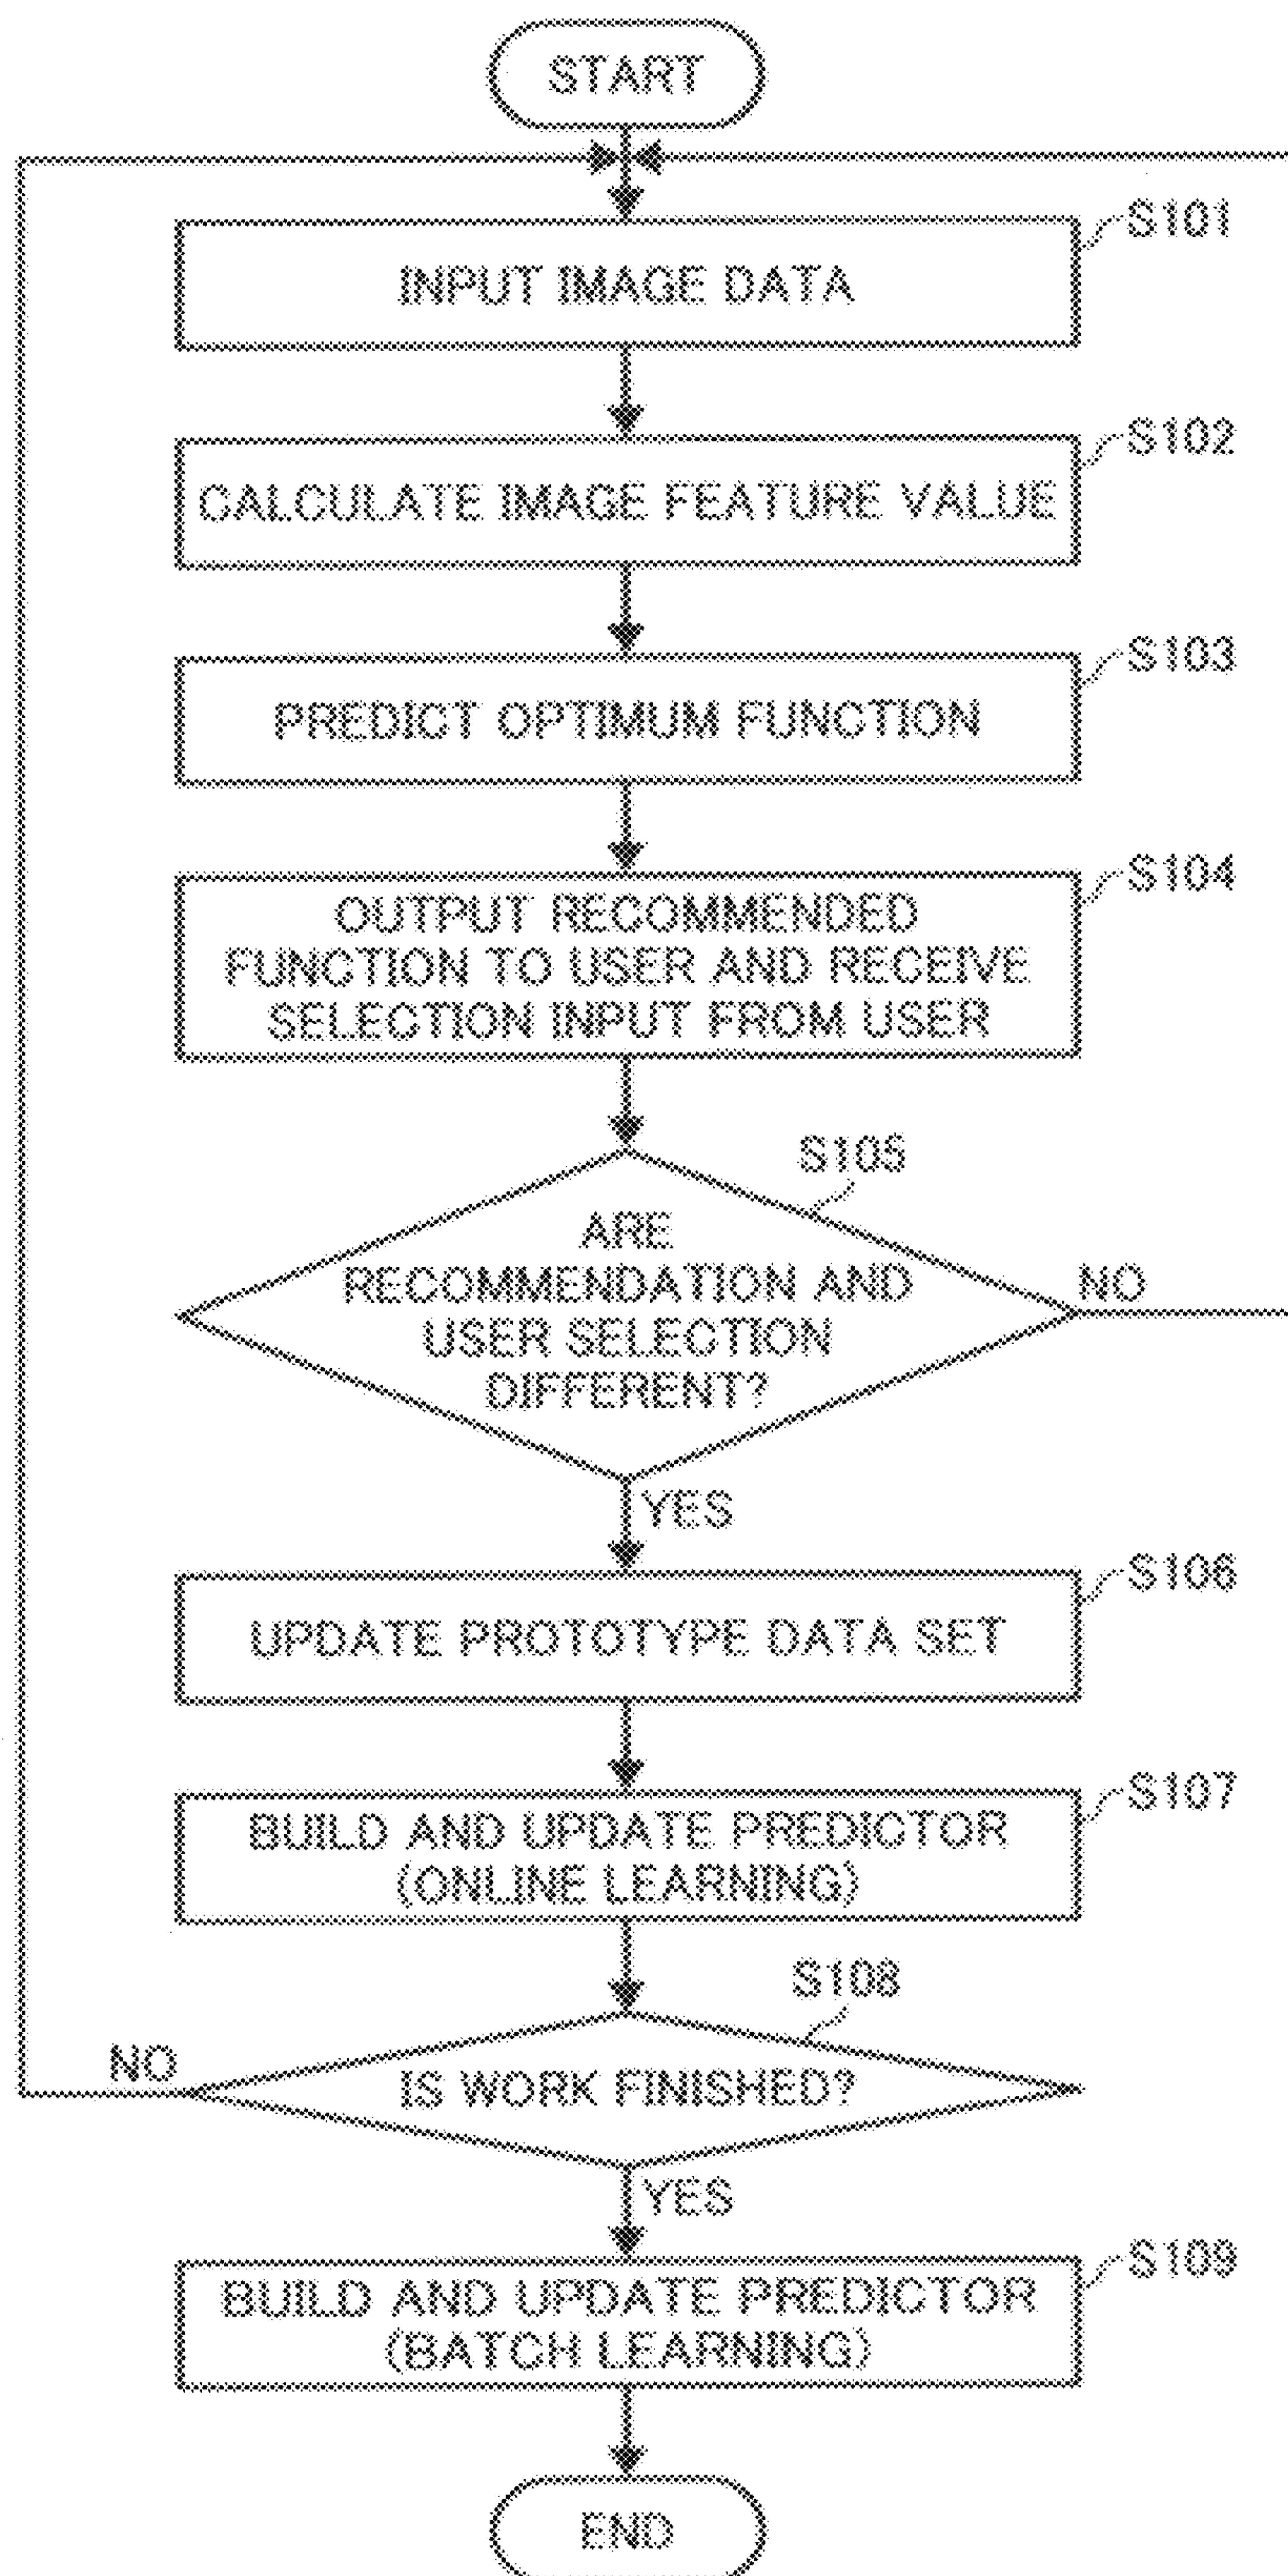 START
S101
INPUT IMAGE DATA
S102
CALCULATE IMAGE FEATURE VALUE
S103
PREDICT OPTIMUM FUNCTION
S104
OUTPUT RECOMMENDED
FUNCTION TO USER AND RECEIVE
SELECTION INPUT FROM USER
S105
ARE
RECOMMENDATION AND
USER SELECTION
DIFFERENT?
NO
YES
S106
UPDATE PROTOTYPE DATA SET
S107
BUILD AND UPDATE PREDICTOR
(ONLINE LEARNING)
S108
NO
IS WORK FINISHED?
YES
S109
BUILD AND UPDATE PREDICTOR
(BATCH LEARNING)
END